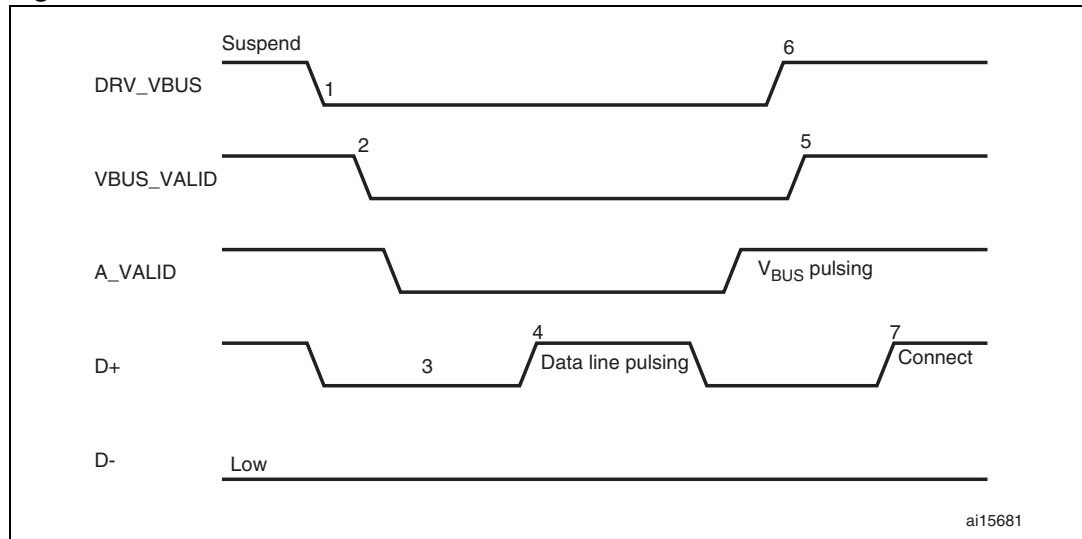 Suspend
6
DRV_VBUS
1
2
5
VBUS_VALID
A_VALID
VBUS pulsing
4
7
D+
3
Data line pulsing
Connect
D-
Low
ai15681